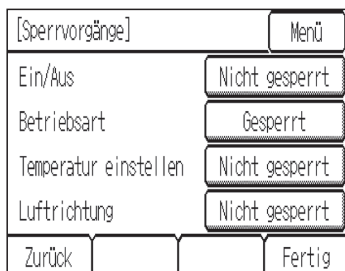 [Sperrvorgänge] Menü
Ein/Aus Nicht gesperrt
Betriebsart Gesperrt
Temperatur einstellen Nicht gesperrt
Luftrichtung Nicht gesperrt
Zurück Fertig